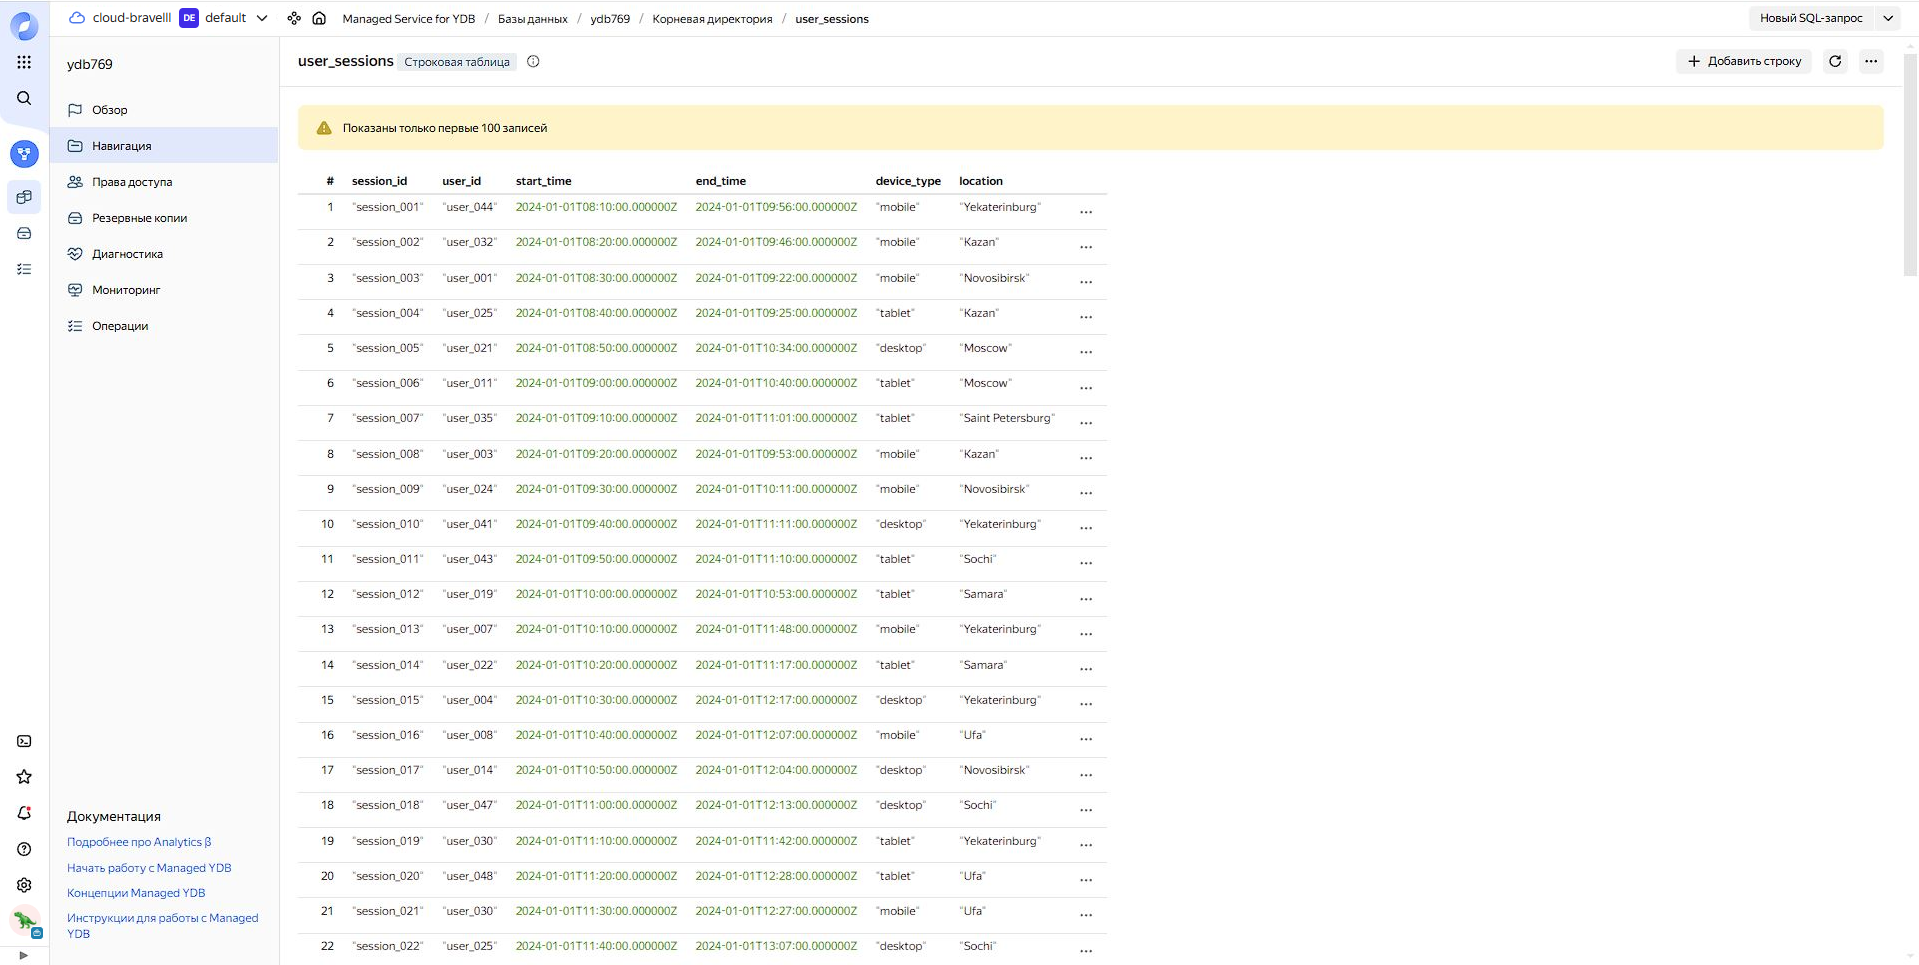 cloud-bravelll DE default Managed Service for YDB / Базы данных / ydb769 / Корневая директория / user_sessions Новый SQL-запрос
ydb769
Обзор
Навигация
Права доступа
Резервные копии
Диагностика
Мониторинг
Операции
Документация
Подробнее про Analytics β
Начать работу с Managed YDB
Концепции Managed YDB
Инструкции для работы с Managed
YDB
user_sessions Строковая таблица
Добавить строку
Показаны только первые 100 записей
# session_id user_id start_time end_time device_type location
1 "session_001" "user_044" 2024-01-01T08:10:00.000000Z 2024-01-01T09:56:00.000000Z "mobile" "Yekaterinburg"
2 "session_002" "user_032" 2024-01-01T08:20:00.000000Z 2024-01-01T09:46:00.000000Z "mobile" "Kazan"
3 "session_003" "user_001" 2024-01-01T08:30:00.000000Z 2024-01-01T09:22:00.000000Z "mobile" "Novosibirsk"
4 "session_004" "user_025" 2024-01-01T08:40:00.000000Z 2024-01-01T09:25:00.000000Z "tablet" "Kazan"
5 "session_005" "user_021" 2024-01-01T08:50:00.000000Z 2024-01-01T10:34:00.000000Z "desktop" "Moscow"
6 "session_006" "user_011" 2024-01-01T09:00:00.000000Z 2024-01-01T10:40:00.000000Z "tablet" "Moscow"
7 "session_007" "user_035" 2024-01-01T09:10:00.000000Z 2024-01-01T11:01:00.000000Z "tablet" "Saint Petersburg"
8 "session_008" "user_003" 2024-01-01T09:20:00.000000Z 2024-01-01T09:53:00.000000Z "mobile" "Kazan"
9 "session_009" "user_024" 2024-01-01T09:30:00.000000Z 2024-01-01T10:11:00.000000Z "mobile" "Novosibirsk"
10 "session_010" "user_041" 2024-01-01T09:40:00.000000Z 2024-01-01T11:11:00.000000Z "desktop" "Yekaterinburg"
11 "session_011" "user_043" 2024-01-01T09:50:00.000000Z 2024-01-01T11:10:00.000000Z "tablet" "Sochi"
12 "session_012" "user_019" 2024-01-01T10:00:00.000000Z 2024-01-01T10:53:00.000000Z "tablet" "Samara"
13 "session_013" "user_007" 2024-01-01T10:10:00.000000Z 2024-01-01T11:48:00.000000Z "mobile" "Yekaterinburg"
14 "session_014" "user_022" 2024-01-01T10:20:00.000000Z 2024-01-01T11:17:00.000000Z "tablet" "Samara"
15 "session_015" "user_004" 2024-01-01T10:30:00.000000Z 2024-01-01T12:17:00.000000Z "desktop" "Yekaterinburg"
16 "session_016" "user_008" 2024-01-01T10:40:00.000000Z 2024-01-01T12:07:00.000000Z "mobile" "Ufa"
17 "session_017" "user_014" 2024-01-01T10:50:00.000000Z 2024-01-01T12:04:00.000000Z "desktop" "Novosibirsk"
18 "session_018" "user_047" 2024-01-01T11:00:00.000000Z 2024-01-01T12:13:00.000000Z "desktop" "Sochi"
19 "session_019" "user_030" 2024-01-01T11:10:00.000000Z 2024-01-01T11:42:00.000000Z "tablet" "Yekaterinburg"
20 "session_020" "user_048" 2024-01-01T11:20:00.000000Z 2024-01-01T12:28:00.000000Z "tablet" "Ufa"
21 "session_021" "user_030" 2024-01-01T11:30:00.000000Z 2024-01-01T12:27:00.000000Z "mobile" "Ufa"
22 "session_022" "user_025" 2024-01-01T11:40:00.000000Z 2024-01-01T13:07:00.000000Z "desktop" "Sochi"